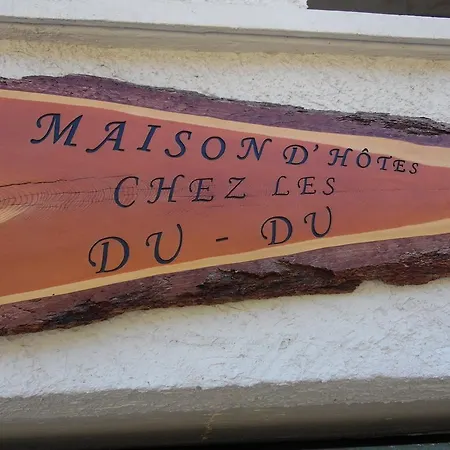 MAISON D'HÔTES
CHEZ LES
DU - DU